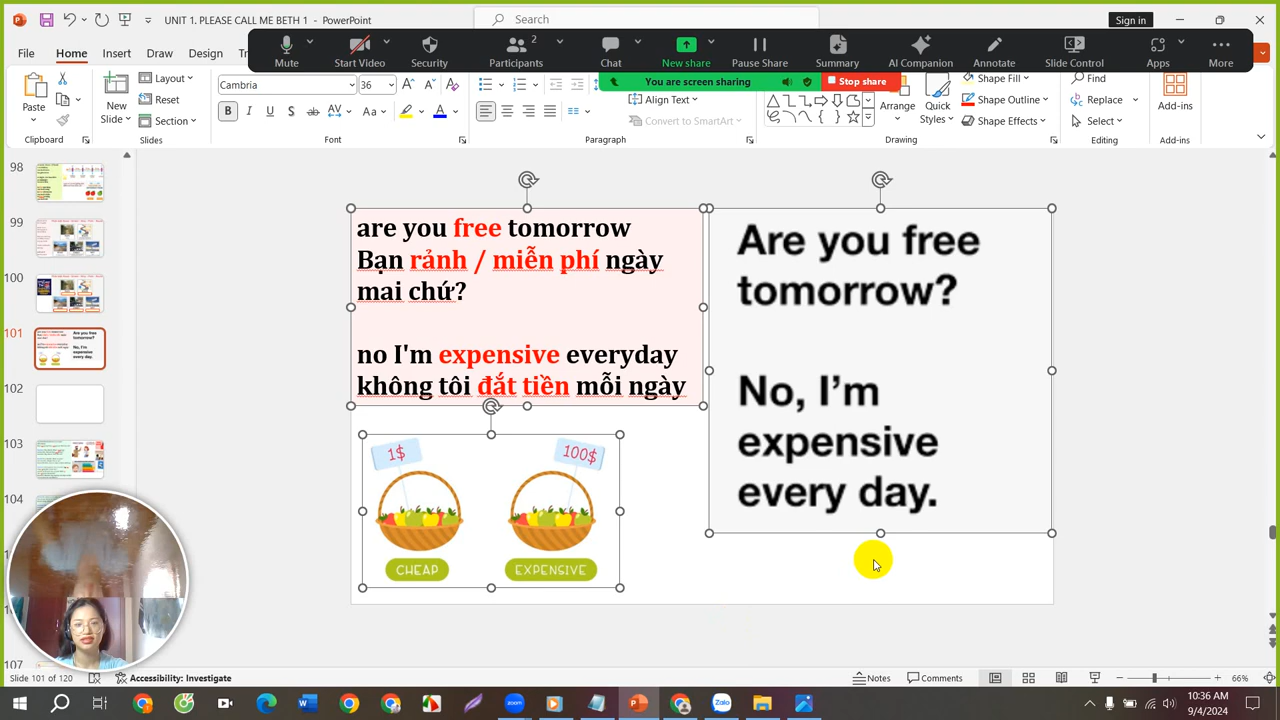 UNIT 1. PLEASE CALL ME BETH 1 - PowerPoint
Search
Sign in
File
Home
Insert
Draw
Design
Mute
Start Video
Security
Participants
2
Chat
New share
Pause Share
Summary
AI Companion
Annotate
Slide Control
Apps
More
You are screen sharing
Stop share
Paste
Clipboard
New
Slide
Layout
Reset
Section
Slides
Cambria
36
Font
Align Text
Convert to SmartArt
Paragraph
Arrange
Quick
Styles
Shape Fill
Shape Outline
Shape Effects
Drawing
Find
Replace
Select
Editing
Add-ins
Add-ins
98
99
100
101
102
103
104
107
are you free tomorrow
Bạn rảnh / miễn phí ngày
mai chứ?
no I'm expensive everyday
không tôi đắt tiền mỗi ngày
1$
100$
CHEAP
EXPENSIVE
Are you free
tomorrow?
No, I'm
expensive
every day.
Slide 101 of 120
Accessibility: Investigate
Notes
Comments
66%
10:36 AM
9/4/2024